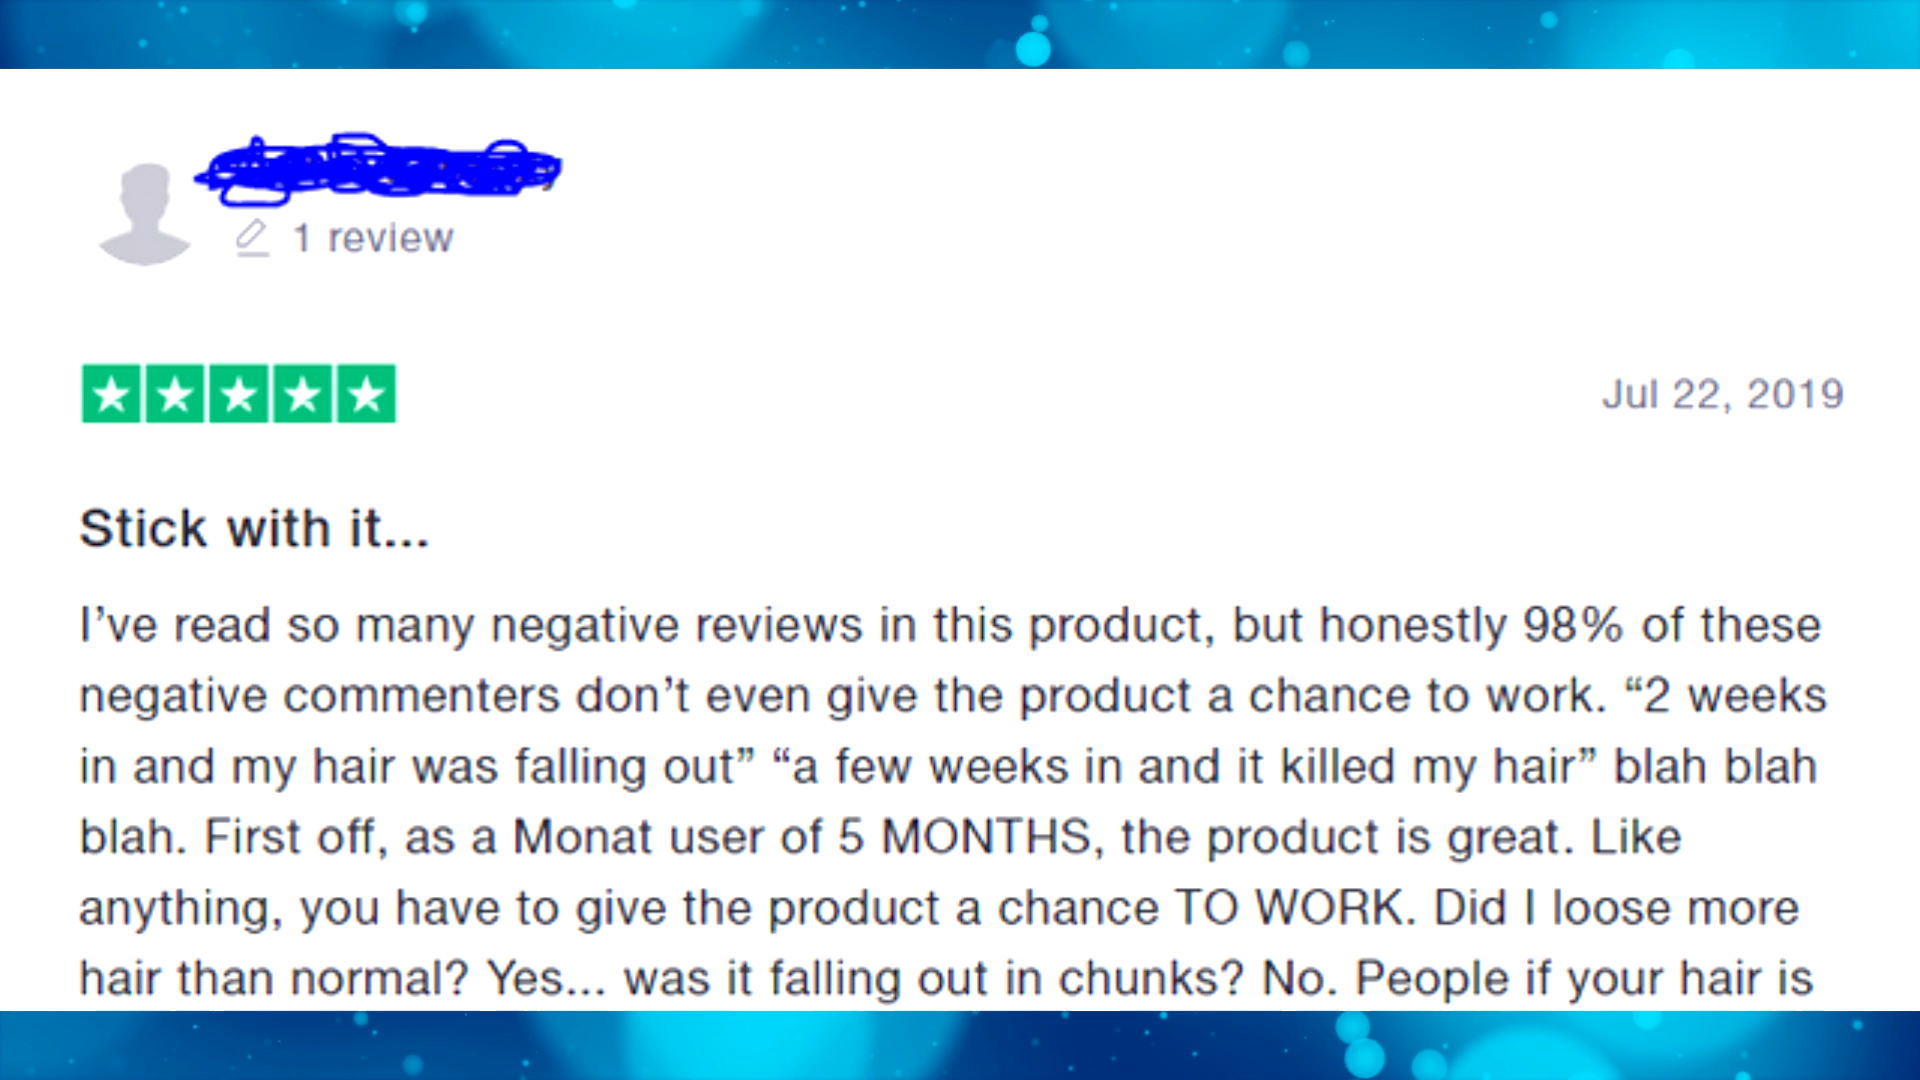 1 review
Jul 22, 2019
Stick with it...
I’ve read so many negative reviews in this product, but honestly 98% of these
negative commenters don’t even give the product a chance to work. “2 weeks
in and my hair was falling out” “a few weeks in and it killed my hair” blah blah
blah. First off, as a Monat user of 5 MONTHS, the product is great. Like
anything, you have to give the product a chance TO WORK. Did I loose more
hair than normal? Yes... was it falling out in chunks? No. People if your hair is